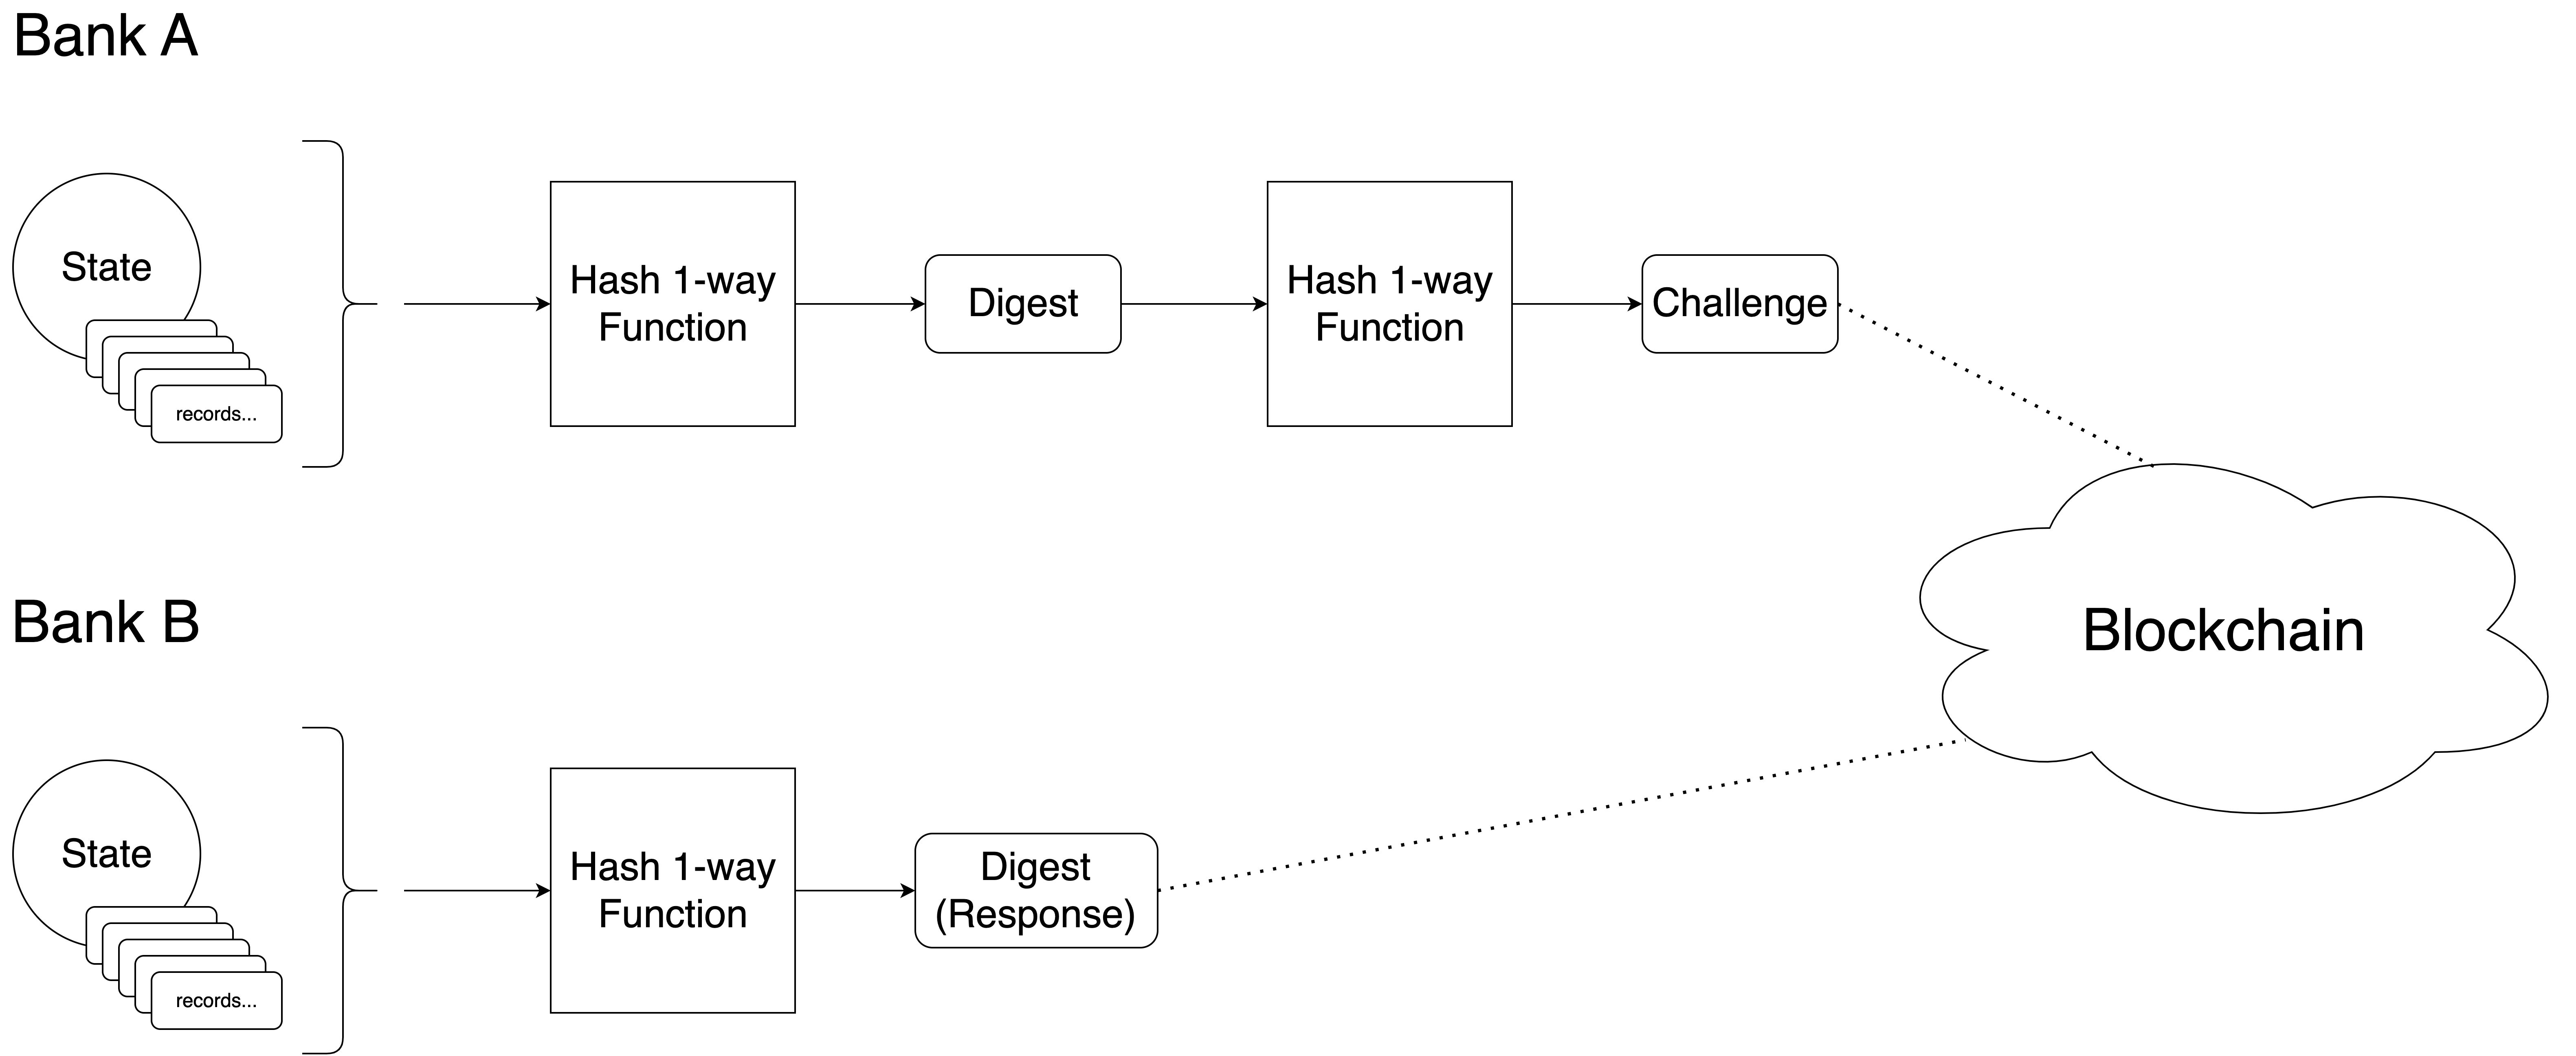 Bank A
State
records...
Hash 1-way
Function
Digest
Hash 1-way
Function
Challenge
Blockchain
Bank B
State
records...
Hash 1-way
Function
Digest
(Response)